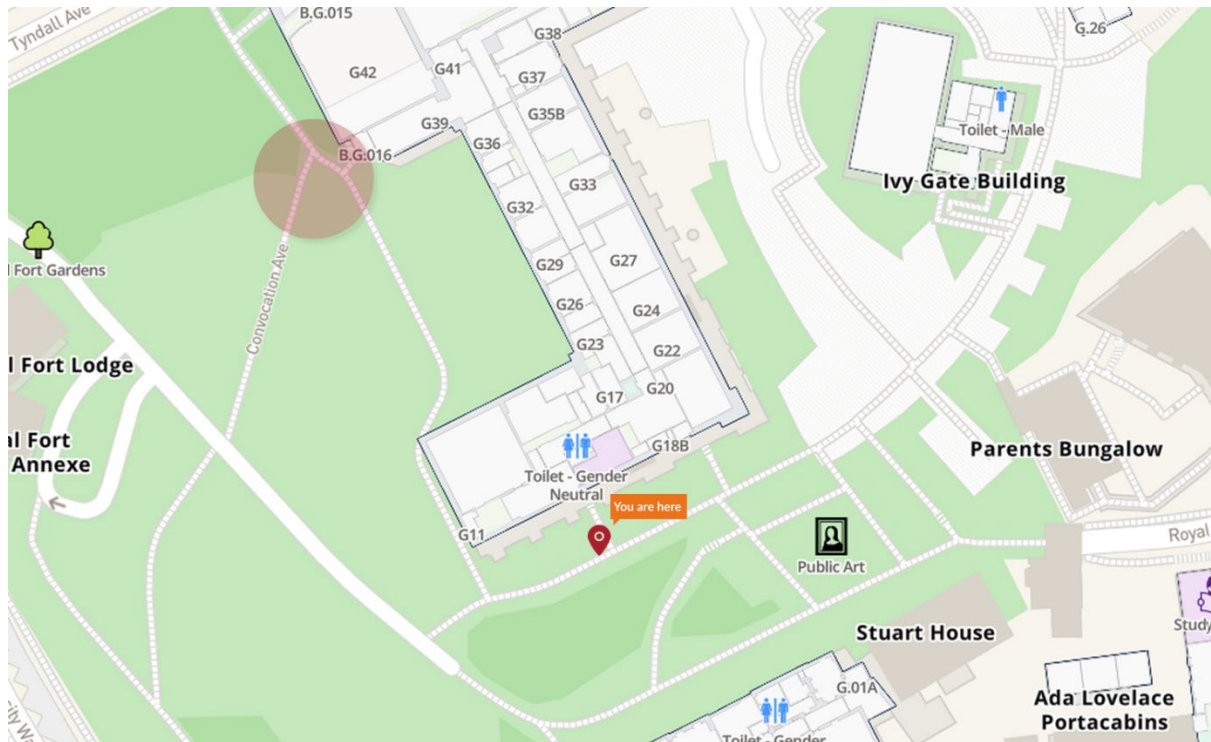 B.G.015
Tyndall Ave
G38
G.26
G41
G42
G37
G35B
G39
G36
Toilet - Male
B.G.016
G33
Ivy Gate Building
G32
l Fort Gardens
G29
G27
Convocation Ave
G26
G24
G23
G22
l Fort Lodge
G20
G17
al Fort
Annexe
G18B
Parents Bungalow
Toilet - Gender
Neutral
You are here
G11
Royal
Public Art
Study
Stuart House
G.01A
Ada Lovelace
Portacabins
ity Wa
Toilet - Gender